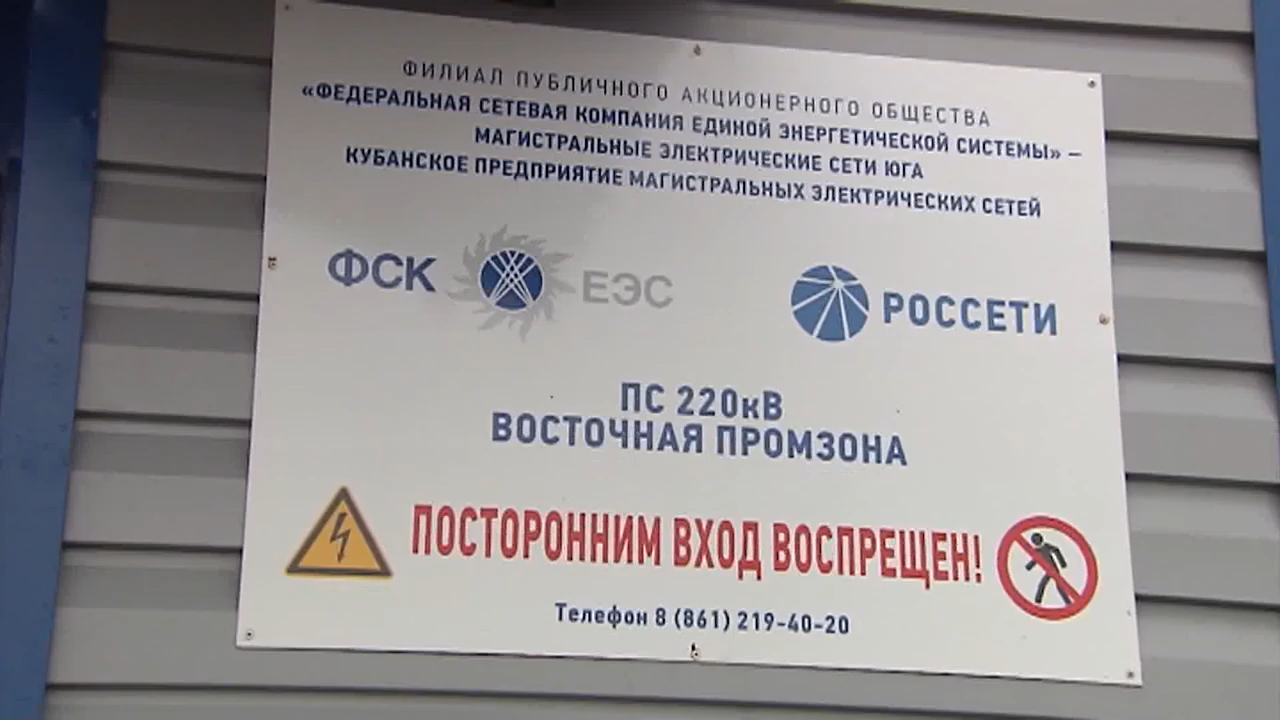 ФИЛИАЛ ПУБЛИЧНОГО АКЦИОНЕРНОГО ОБЩЕСТВА
«ФЕДЕРАЛЬНАЯ СЕТЕВАЯ КОМПАНИЯ ЕДИНОЙ ЭНЕРГЕТИЧЕСКОЙ СИСТЕМЫ» –
МАГИСТРАЛЬНЫЕ ЭЛЕКТРИЧЕСКИЕ СЕТИ ЮГА
КУБАНСКОЕ ПРЕДПРИЯТИЕ МАГИСТРАЛЬНЫХ ЭЛЕКТРИЧЕСКИХ СЕТЕЙ
ФСК ЕЭС РОССЕТИ
ПС 220кВ
ВОСТОЧНАЯ ПРОМЗОНА
ПОСТОРОННИМ ВХОД ВОСПРЕЩЕН!
Телефон 8 (861) 219-40-20